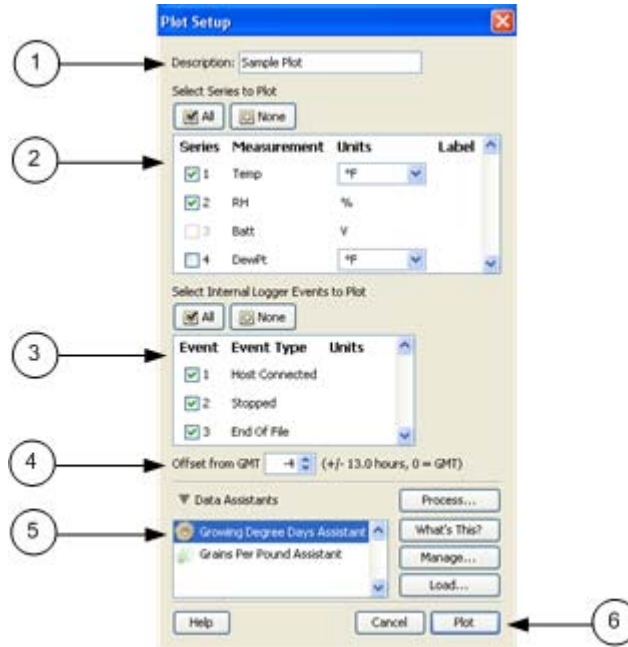 Plot Setup
1
Description: Sample Plot
Select Series to Plot
All None
2
Series Measurement Units Label
1 Temp °F
2 RH %
3 Batt V
4 DewPt °F
Select Internal Logger Events to Plot
All None
3
Event Event Type Units
1 Host Connected
2 Stopped
3 End Of File
4
Offset from GMT -4 (+/- 13.0 hours, 0 = GMT)
Data Assistants
Process...
5
Growing Degree Days Assistant
What's This?
Grains Per Pound Assistant
Manage...
Load...
Help Cancel Plot
6